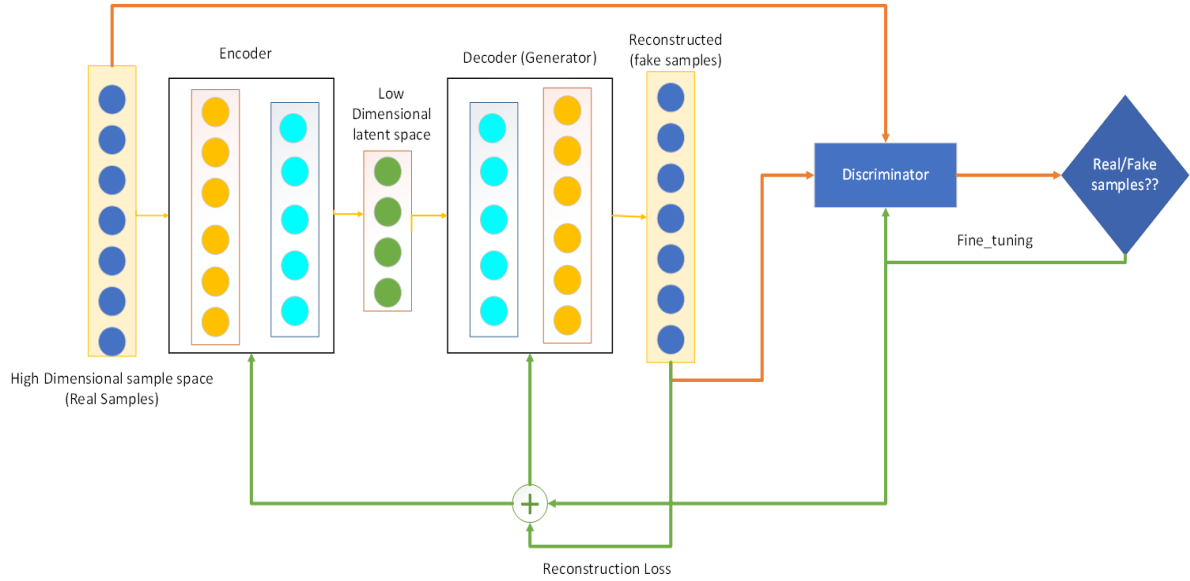 Encoder
Decoder (Generator)
Reconstructed
(fake samples)
Low
Dimensional
latent space
Discriminator
Real/Fake
samples??
Fine_tuning
High Dimensional sample space
(Real Samples)
+
Reconstruction Loss